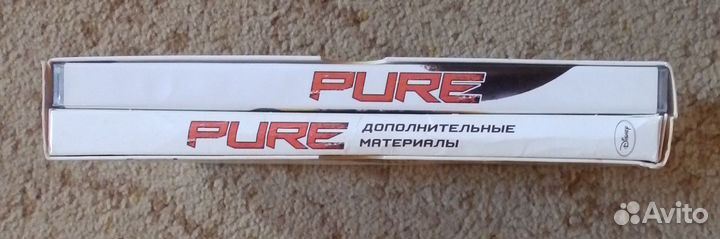 PURE
PURE
ДОПОЛНИТЕЛЬНЫЕ
МАТЕРИАЛЫ
Disney
Avito